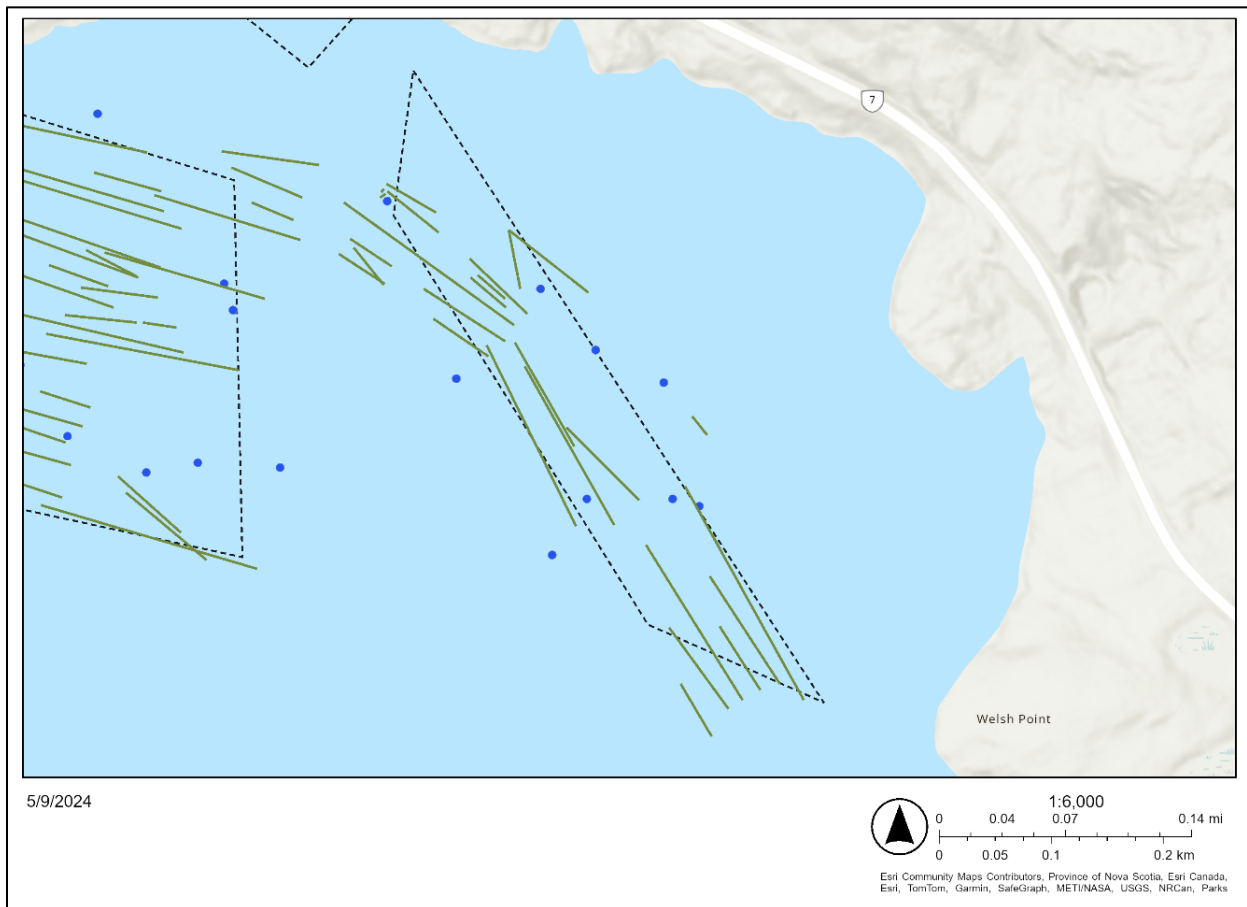 7
Welsh Point
5/9/2024
1:6,000
0 0.04 0.07 0.14 mi
0 0.05 0.1 0.2 km
Esri Community Maps Contributors, Province of Nova Scotia, Esri Canada,
Esri, TomTom, Garmin, SafeGraph, METI/NASA, USGS, NRCan, Parks